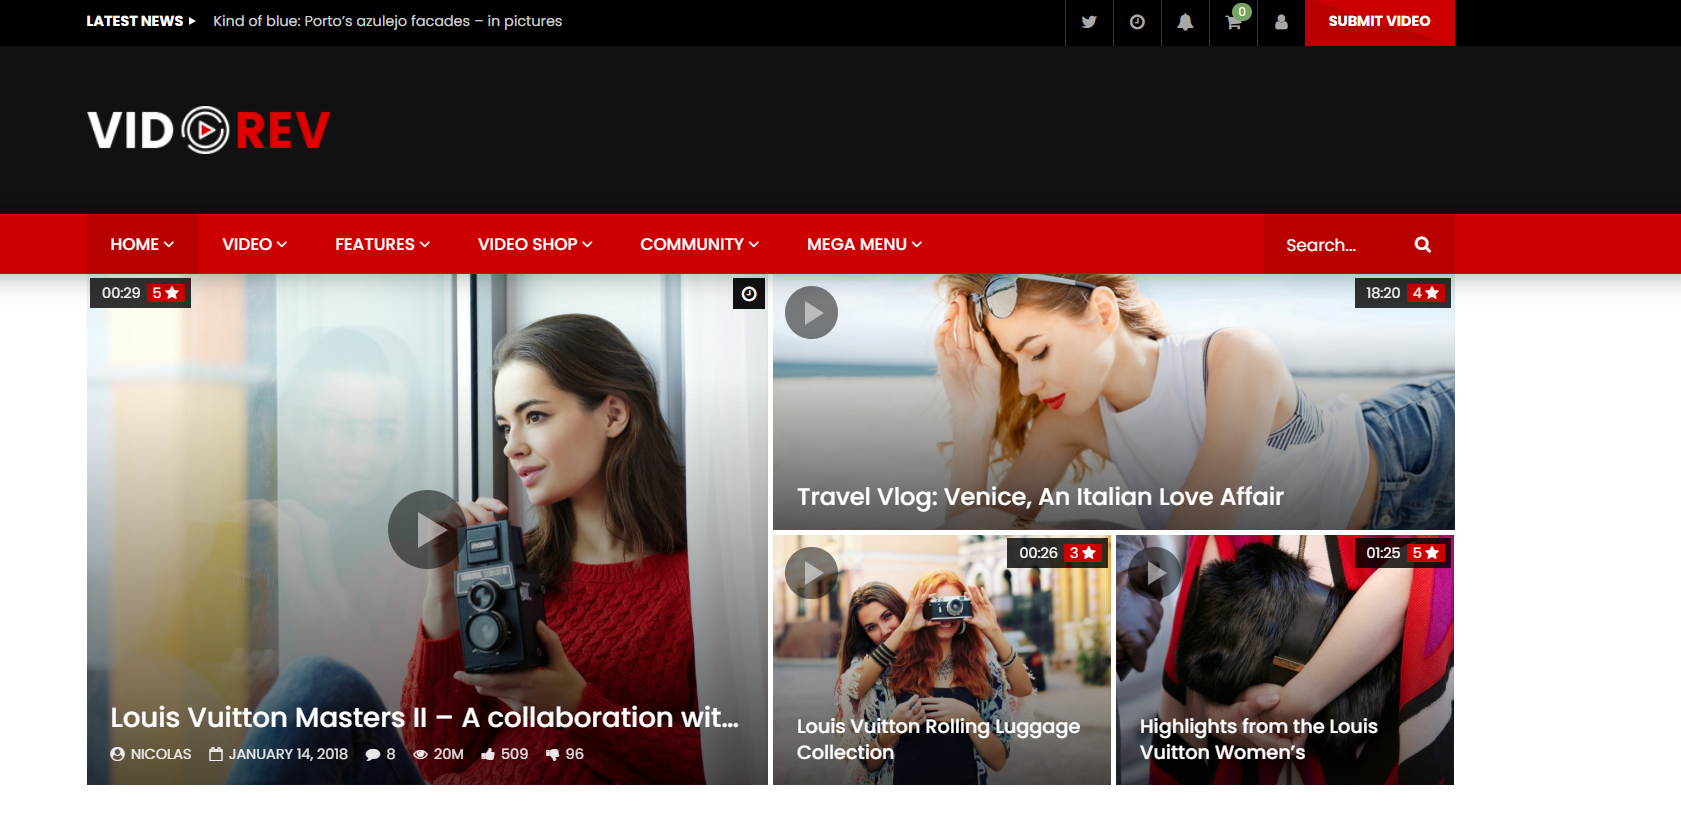 LATEST NEWS Kind of blue: Porto's azulejo facades – in pictures
0
SUBMIT VIDEO
VID REV
HOME VIDEO FEATURES VIDEO SHOP COMMUNITY MEGA MENU Search...
00:29 5
18:20 4
Travel Vlog: Venice, An Italian Love Affair
00:26 3
01:25 5
Louis Vuitton Masters II – A collaboration wit...
NICOLAS JANUARY 14, 2018 8 20M 509 96
Louis Vuitton Rolling Luggage
Collection
Highlights from the Louis
Vuitton Women's